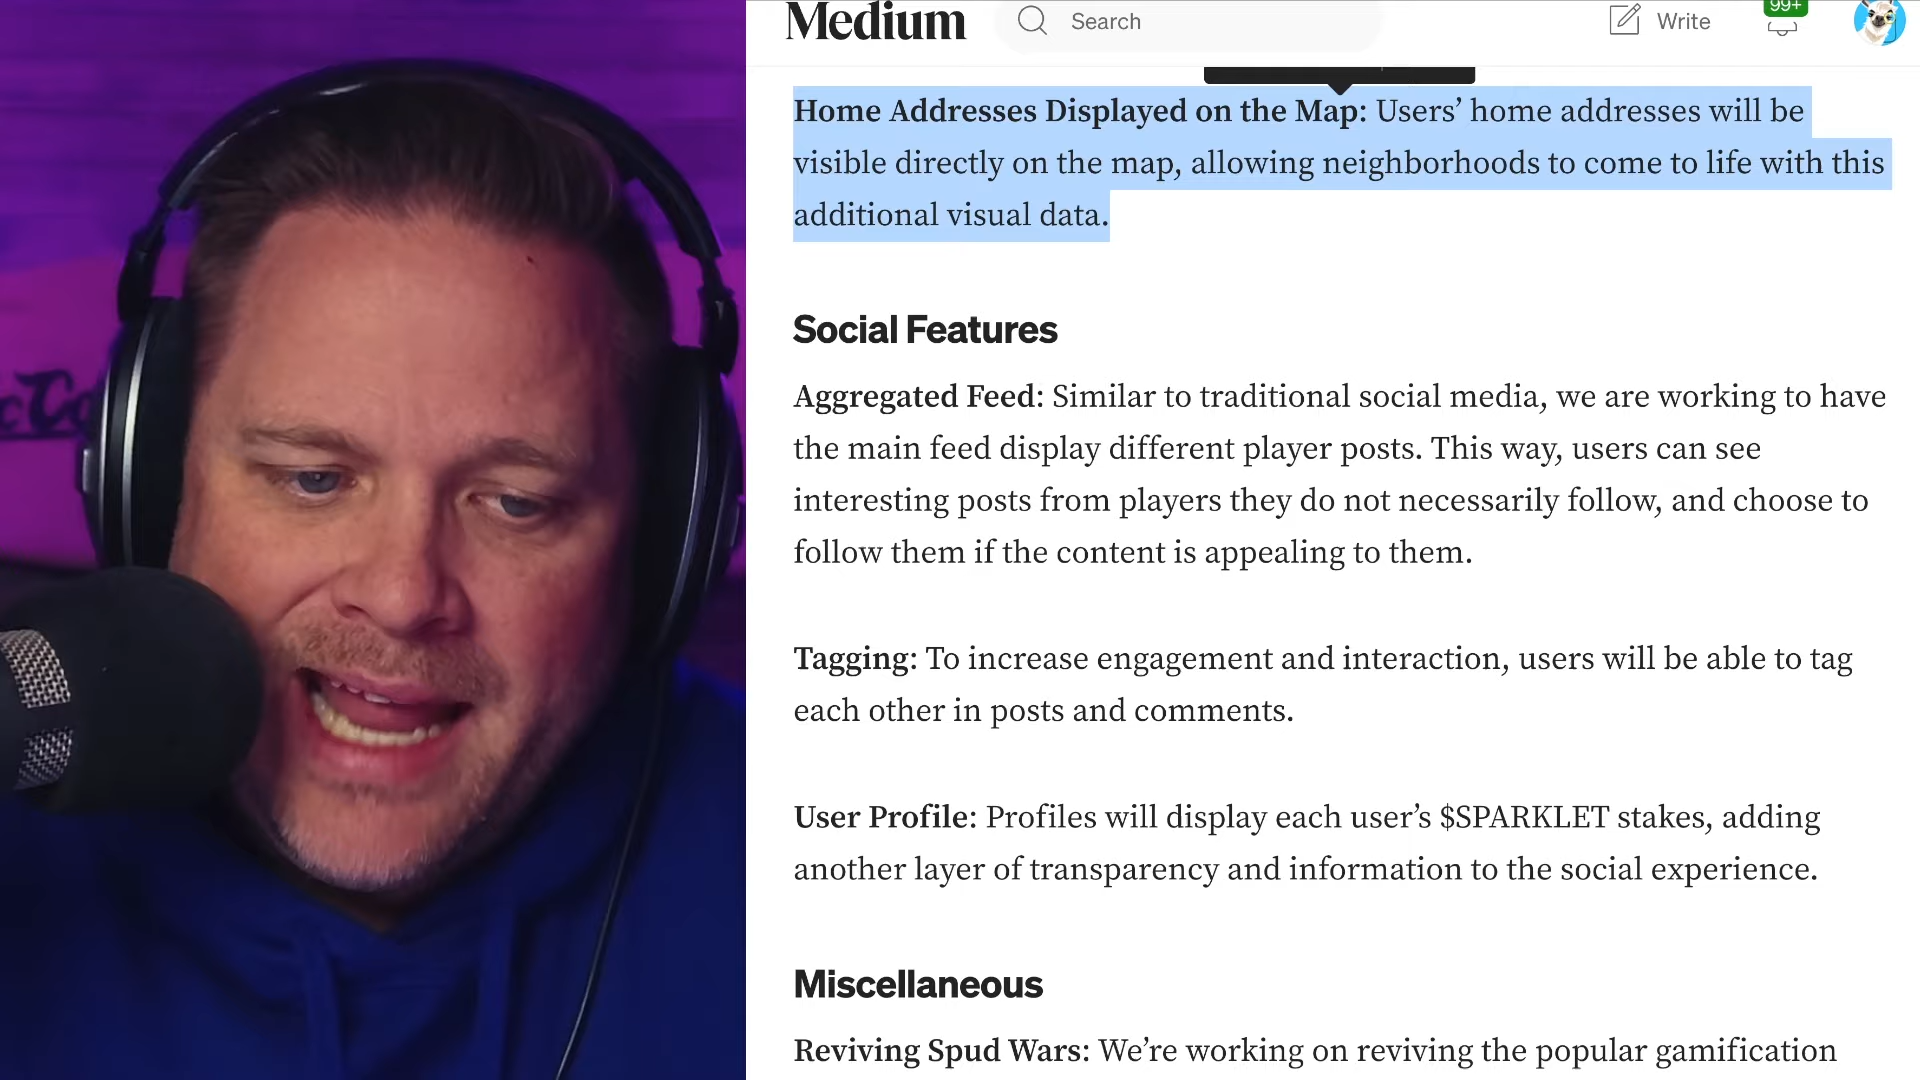 Medium
Search
Write
99+
Home Addresses Displayed on the Map: Users’ home addresses will be
visible directly on the map, allowing neighborhoods to come to life with this
additional visual data.
Social Features
Aggregated Feed: Similar to traditional social media, we are working to have
the main feed display different player posts. This way, users can see
interesting posts from players they do not necessarily follow, and choose to
follow them if the content is appealing to them.
Tagging: To increase engagement and interaction, users will be able to tag
each other in posts and comments.
User Profile: Profiles will display each user’s $SPARKLET stakes, adding
another layer of transparency and information to the social experience.
Miscellaneous
Reviving Spud Wars: We’re working on reviving the popular gamification